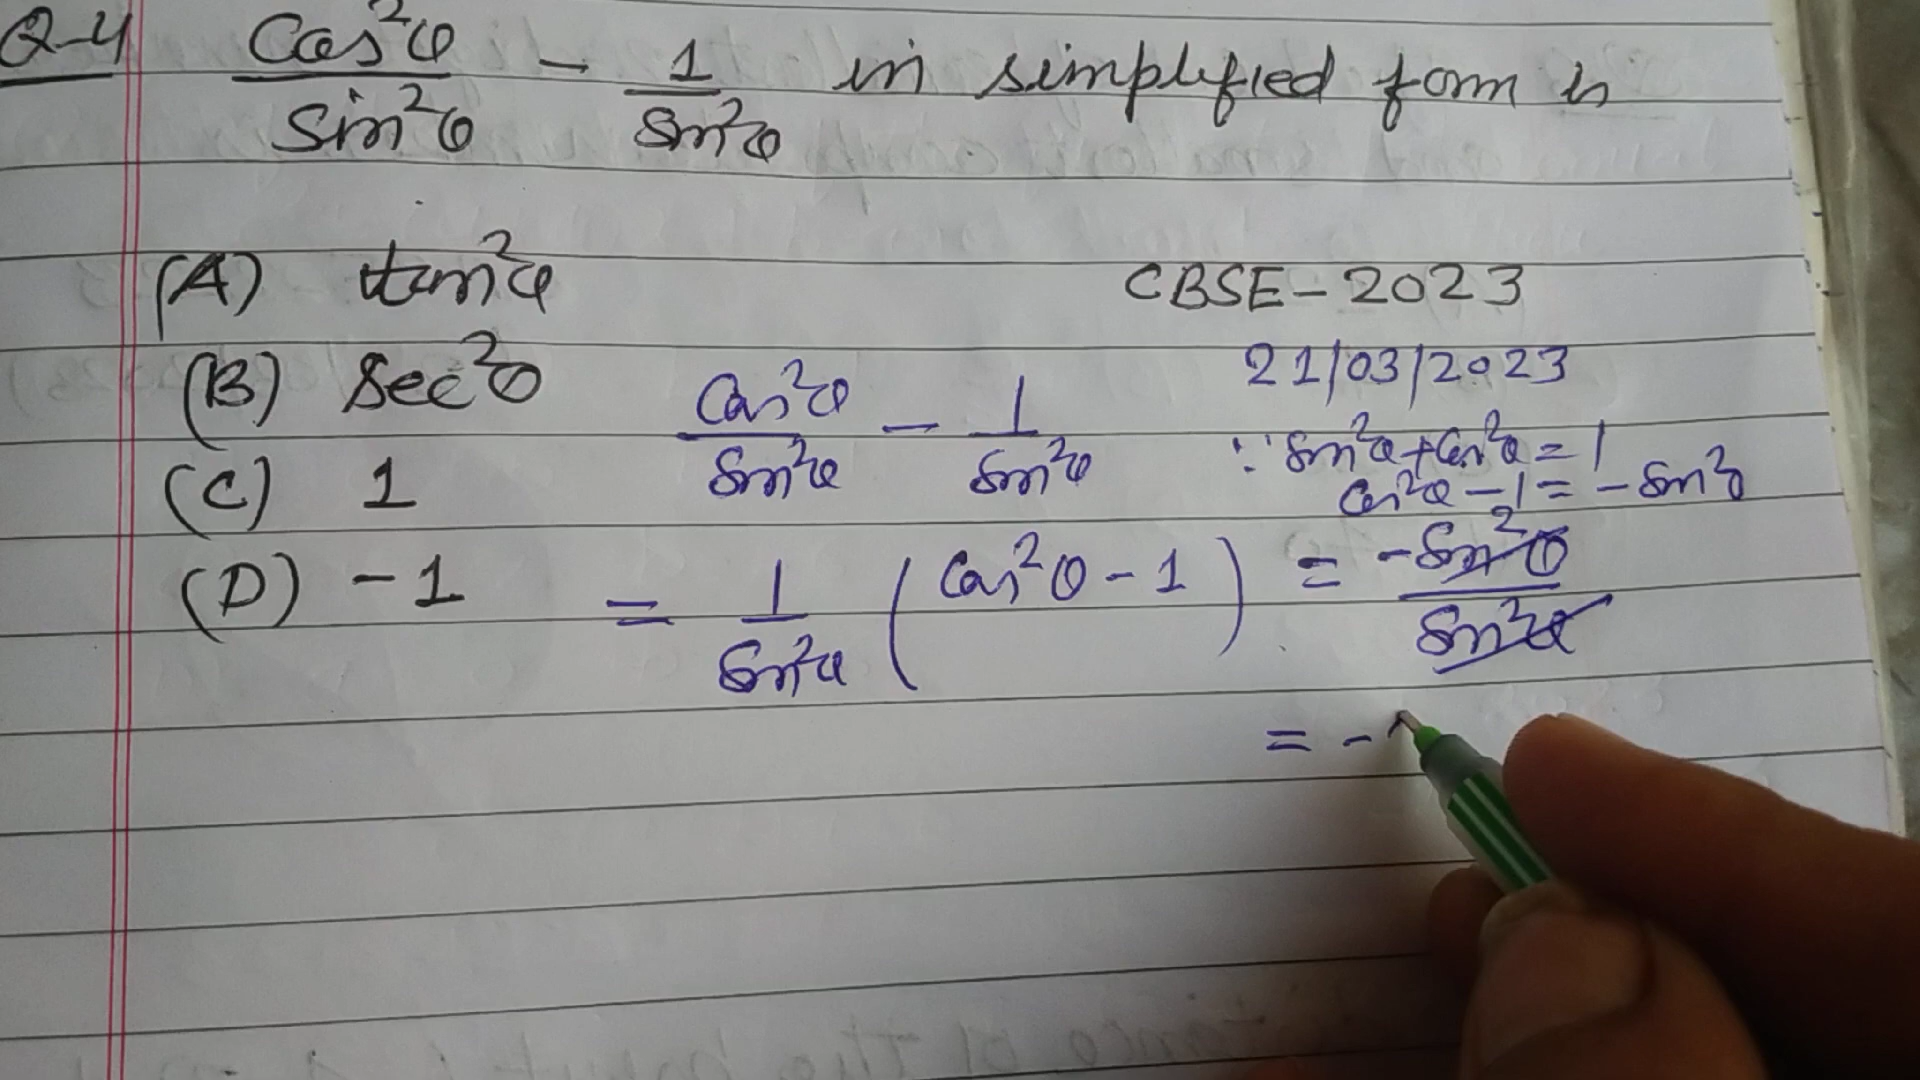 Q-4 Cos²θ/Sin²θ - 1/Sin²θ in simplified form is
(A) tan²θ
CBSE-2023
21/03/2023
(B) Sec²θ
(C) 1
(D) -1
Cos²θ/Sin²θ - 1/Sin²θ
∵ Sin²θ + Cos²θ = 1
Cos²θ - 1 = - Sin²θ
= 1/Sin²θ (Cos²θ - 1) = -Sin²θ/Sin²θ
= -